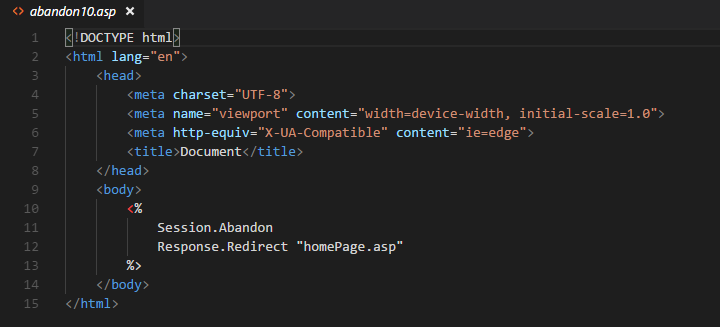 <> abandon10.asp ×
1 <!DOCTYPE html>
2 <html lang="en">
3     <head>
4         <meta charset="UTF-8">
5         <meta name="viewport" content="width=device-width, initial-scale=1.0">
6         <meta http-equiv="X-UA-Compatible" content="ie=edge">
7         <title>Document</title>
8     </head>
9     <body>
10         <%
11             Session.Abandon
12             Response.Redirect "homePage.asp"
13         %>
14     </body>
15 </html>